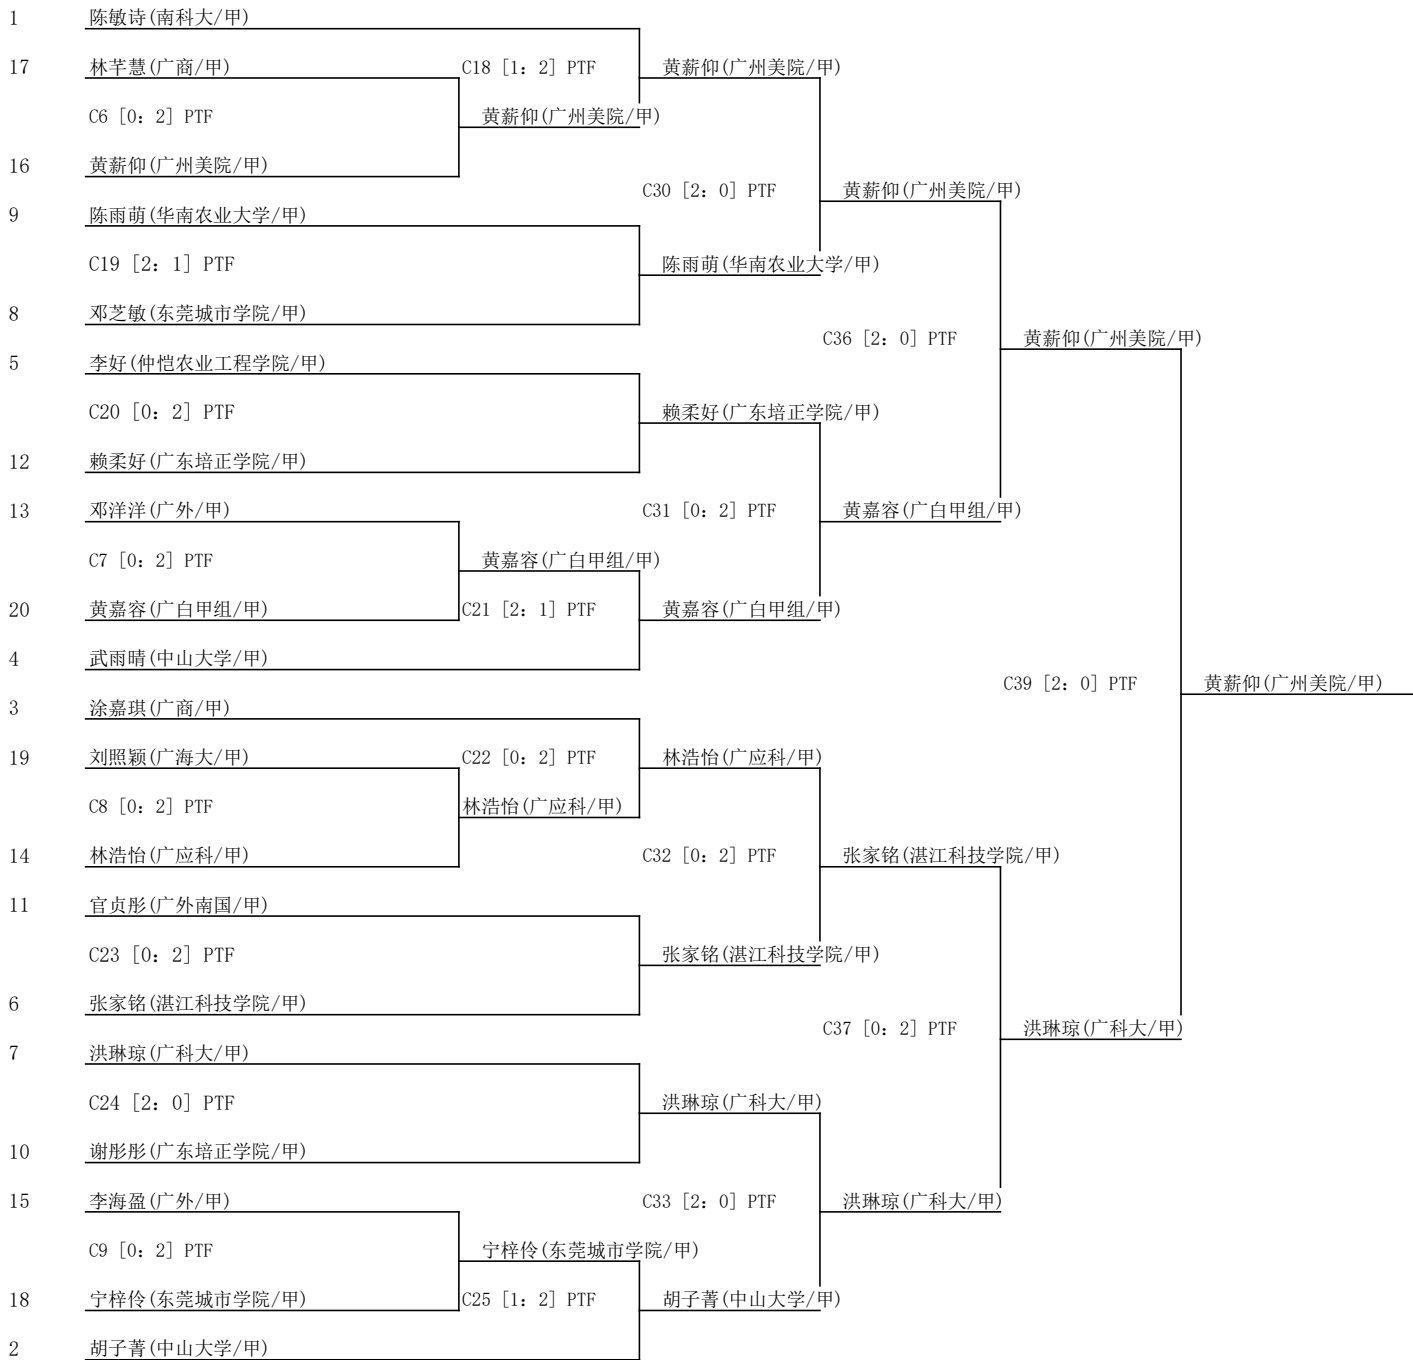 1 陈敏诗(南科大/甲)
17 林芊慧(广商/甲) C18 [1: 2] PTF 黄薪仰(广州美院/甲)
C6 [0: 2] PTF 黄薪仰(广州美院/甲)
16 黄薪仰(广州美院/甲)
C30 [2: 0] PTF 黄薪仰(广州美院/甲)
9 陈雨萌(华南农业大学/甲)
C19 [2: 1] PTF 陈雨萌(华南农业大学/甲)
8 邓芝敏(东莞城市学院/甲)
C36 [2: 0] PTF 黄薪仰(广州美院/甲)
5 李好(仲恺农业工程学院/甲)
C20 [0: 2] PTF 赖柔好(广东培正学院/甲)
12 赖柔好(广东培正学院/甲)
13 邓洋洋(广外/甲) C31 [0: 2] PTF 黄嘉容(广白甲组/甲)
C7 [0: 2] PTF 黄嘉容(广白甲组/甲)
20 黄嘉容(广白甲组/甲) C21 [2: 1] PTF 黄嘉容(广白甲组/甲)
4 武雨晴(中山大学/甲)
C39 [2: 0] PTF 黄薪仰(广州美院/甲)
3 涂嘉琪(广商/甲)
19 刘照颖(广海大/甲) C22 [0: 2] PTF 林浩怡(广应科/甲)
C8 [0: 2] PTF 林浩怡(广应科/甲)
14 林浩怡(广应科/甲) C32 [0: 2] PTF 张家铭(湛江科技学院/甲)
11 官贞彤(广外南国/甲)
C23 [0: 2] PTF 张家铭(湛江科技学院/甲)
6 张家铭(湛江科技学院/甲)
C37 [0: 2] PTF 洪琳琼(广科大/甲)
7 洪琳琼(广科大/甲)
C24 [2: 0] PTF 洪琳琼(广科大/甲)
10 谢彤彤(广东培正学院/甲)
15 李海盈(广外/甲) C33 [2: 0] PTF 洪琳琼(广科大/甲)
C9 [0: 2] PTF 宁梓伶(东莞城市学院/甲)
18 宁梓伶(东莞城市学院/甲) C25 [1: 2] PTF 胡子菁(中山大学/甲)
2 胡子菁(中山大学/甲)